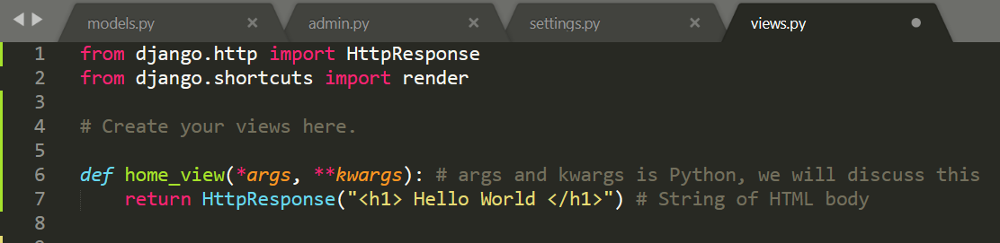 models.py admin.py settings.py views.py
1 from django.http import HttpResponse
2 from django.shortcuts import render
3
4 # Create your views here.
5
6 def home_view(*args, **kwargs): # args and kwargs is Python, we will discuss this
7 return HttpResponse("<h1> Hello World </h1>") # String of HTML body
8